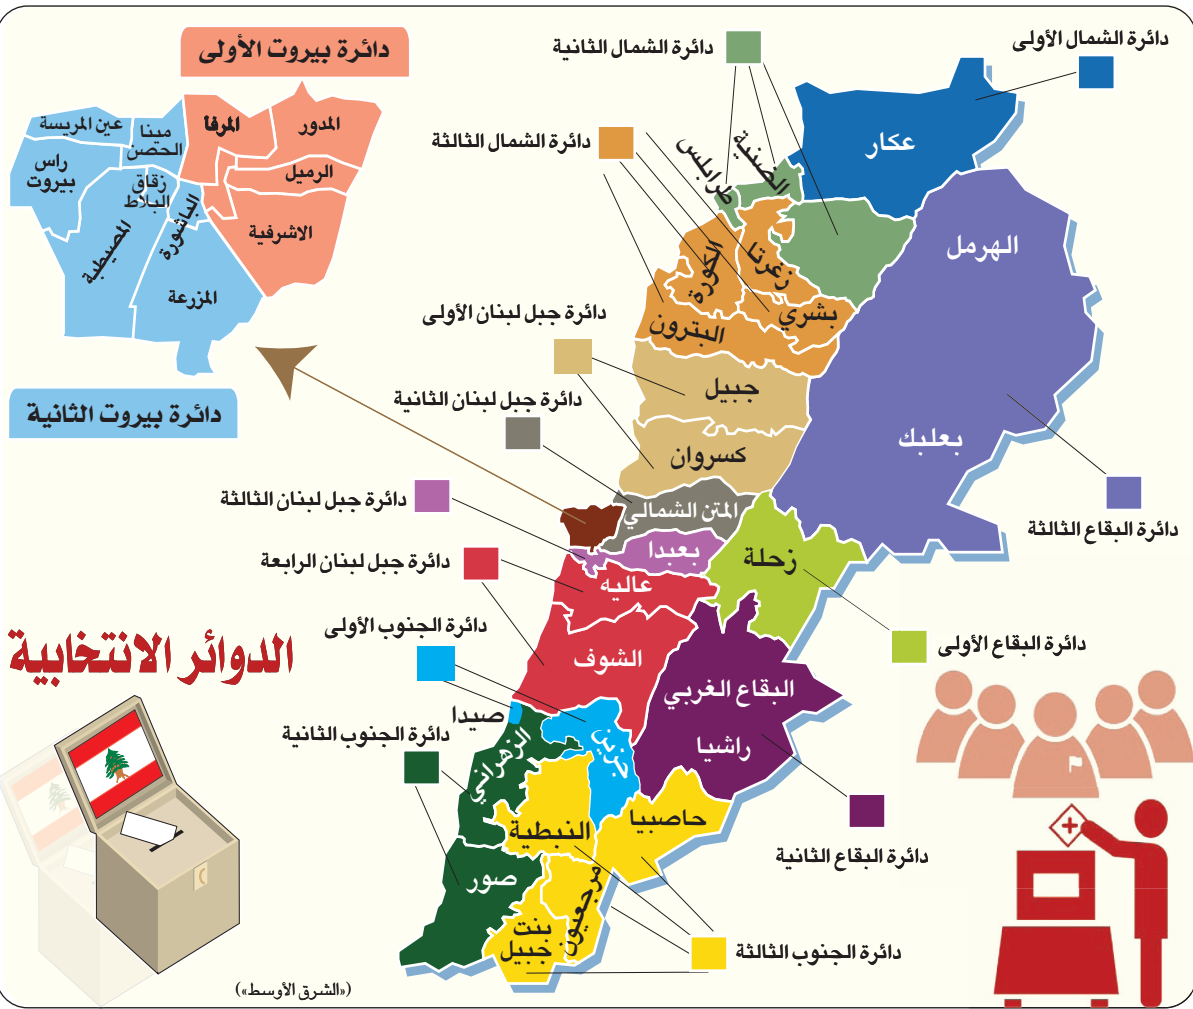 دائرة الشمال الأولى
دائرة الشمال الثانية
دائرة بيروت الأولى
المدور
المرفا
مينا
الحصن
عين المريسة
الرميل
زقاق
البلاط
راس
بيروت
الاشرفية
الباشورة
المصيطبة
المزرعة
دائرة بيروت الثانية
دائرة الشمال الثالثة
عكار
الضنية
طرابلس
الهرمل
زغرتا
الكورة
بشري
البترون
دائرة جبل لبنان الأولى
جبيل
دائرة جبل لبنان الثانية
بعلبك
كسروان
دائرة جبل لبنان الثالثة
المتن الشمالي
دائرة البقاع الثالثة
بعبدا
زحلة
دائرة جبل لبنان الرابعة
عاليه
دائرة الجنوب الأولى
دائرة البقاع الأولى
الدوائر الانتخابية
الشوف
البقاع الغربي
راشيا
صيدا
دائرة الجنوب الثانية
الزهراني
جزين
حاصبيا
النبطية
دائرة البقاع الثانية
صور
مرجعيون
بنت
جبيل
دائرة الجنوب الثالثة
(«الشرق الأوسط»)